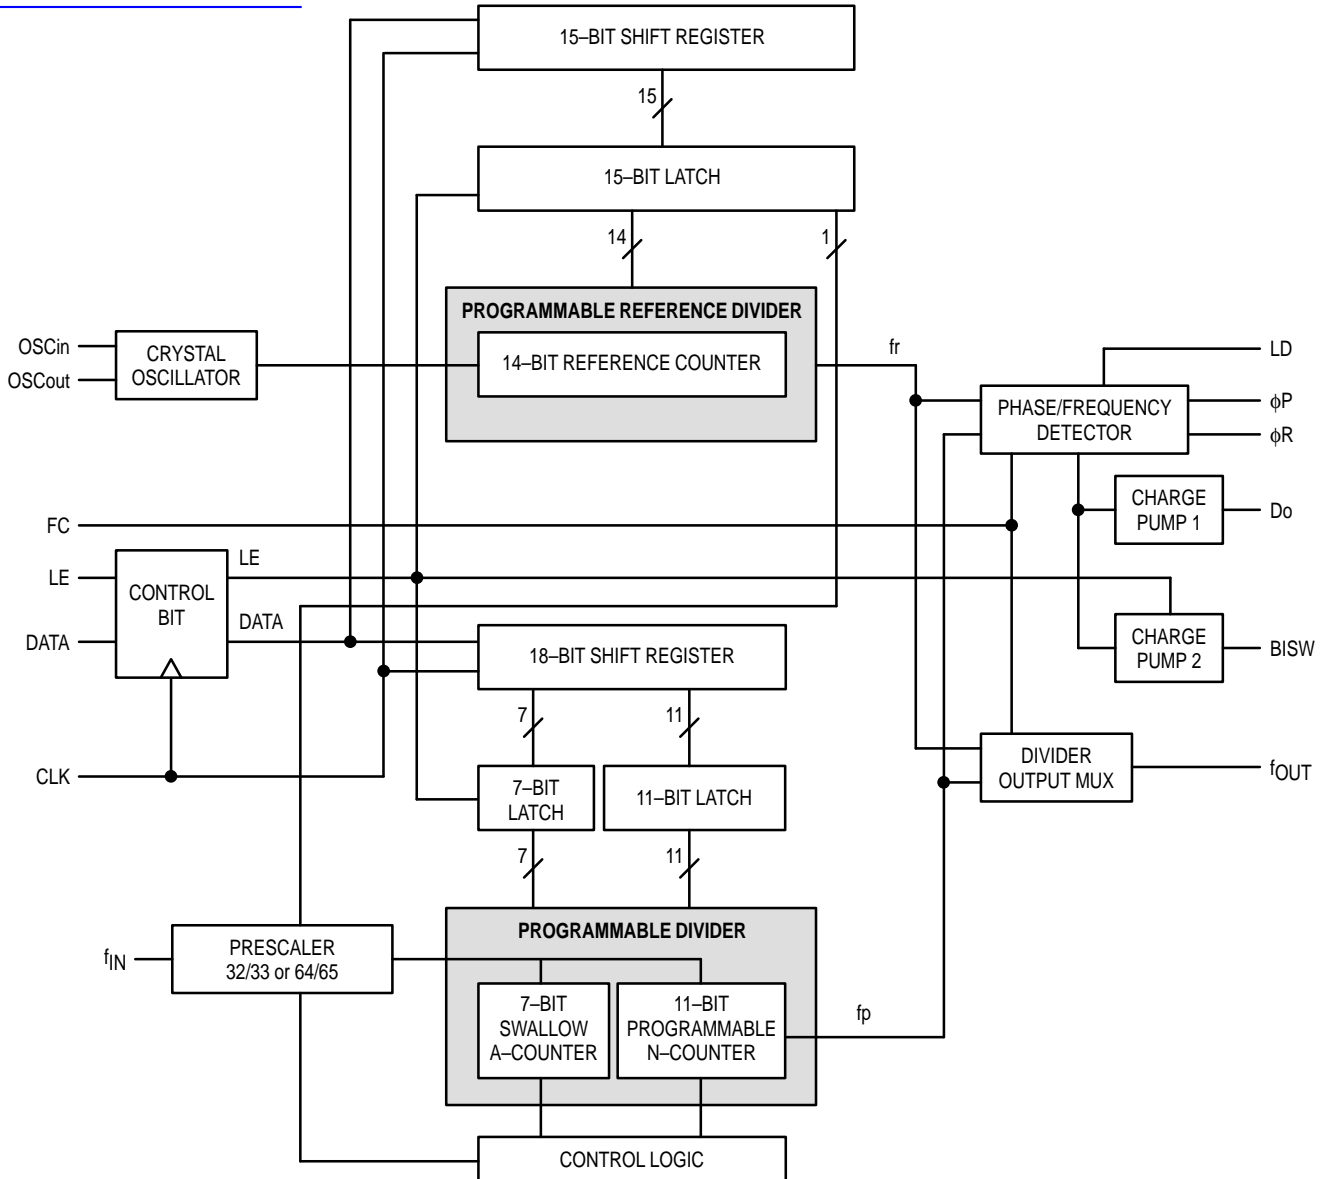 15–BIT SHIFT REGISTER
15
15–BIT LATCH
14
1
PROGRAMMABLE REFERENCE DIVIDER
14–BIT REFERENCE COUNTER
OSCin
OSCout
CRYSTAL
OSCILLATOR
fr
LD
PHASE/FREQUENCY
DETECTOR
ϕP
ϕR
CHARGE
PUMP 1
Do
FC
LE
DATA
CONTROL
BIT
LE
DATA
18–BIT SHIFT REGISTER
CHARGE
PUMP 2
BISW
7
11
CLK
7–BIT
LATCH
11–BIT LATCH
DIVIDER
OUTPUT MUX
fOUT
7
11
PROGRAMMABLE DIVIDER
fIN
PRESCALER
32/33 or 64/65
7–BIT
SWALLOW
A–COUNTER
11–BIT
PROGRAMMABLE
N–COUNTER
fp
CONTROL LOGIC